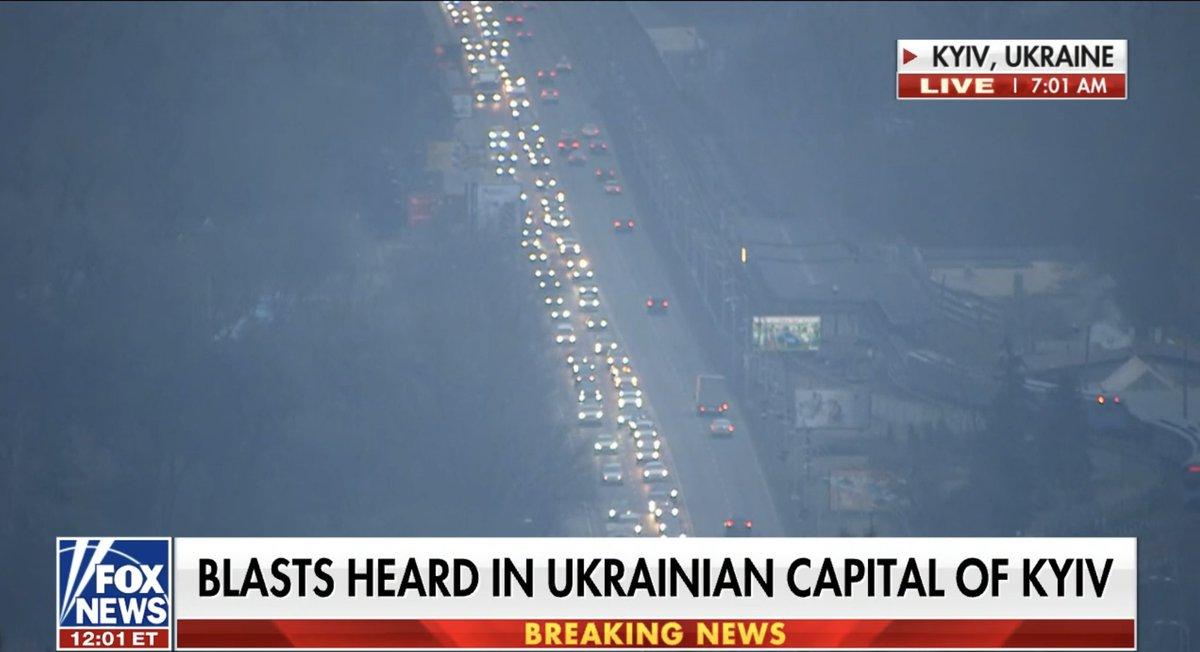 KYIV, UKRAINE
LIVE | 7:01 AM
FOX
NEWS
12:01 ET
BLASTS HEARD IN UKRAINIAN CAPITAL OF KYIV
BREAKING NEWS